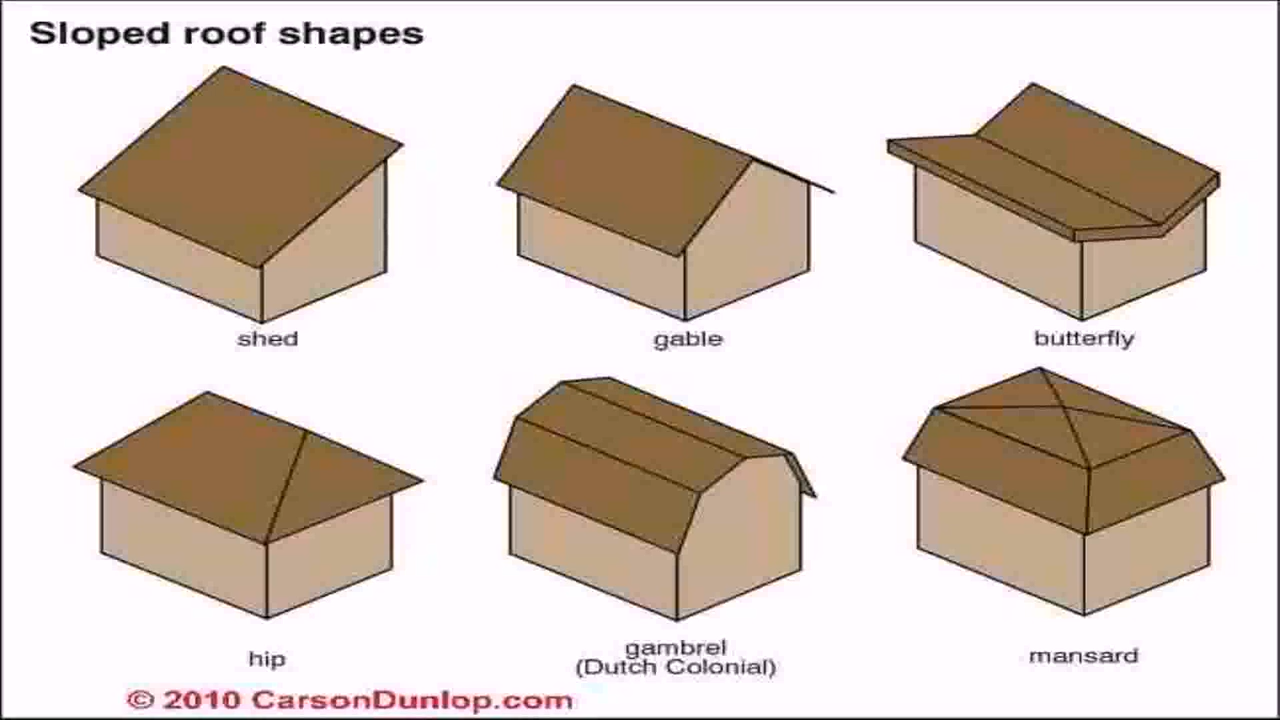 Sloped roof shapes
shed
gable
butterfly
hip
gambrel
(Dutch Colonial)
mansard
© 2010 CarsonDunlop.com